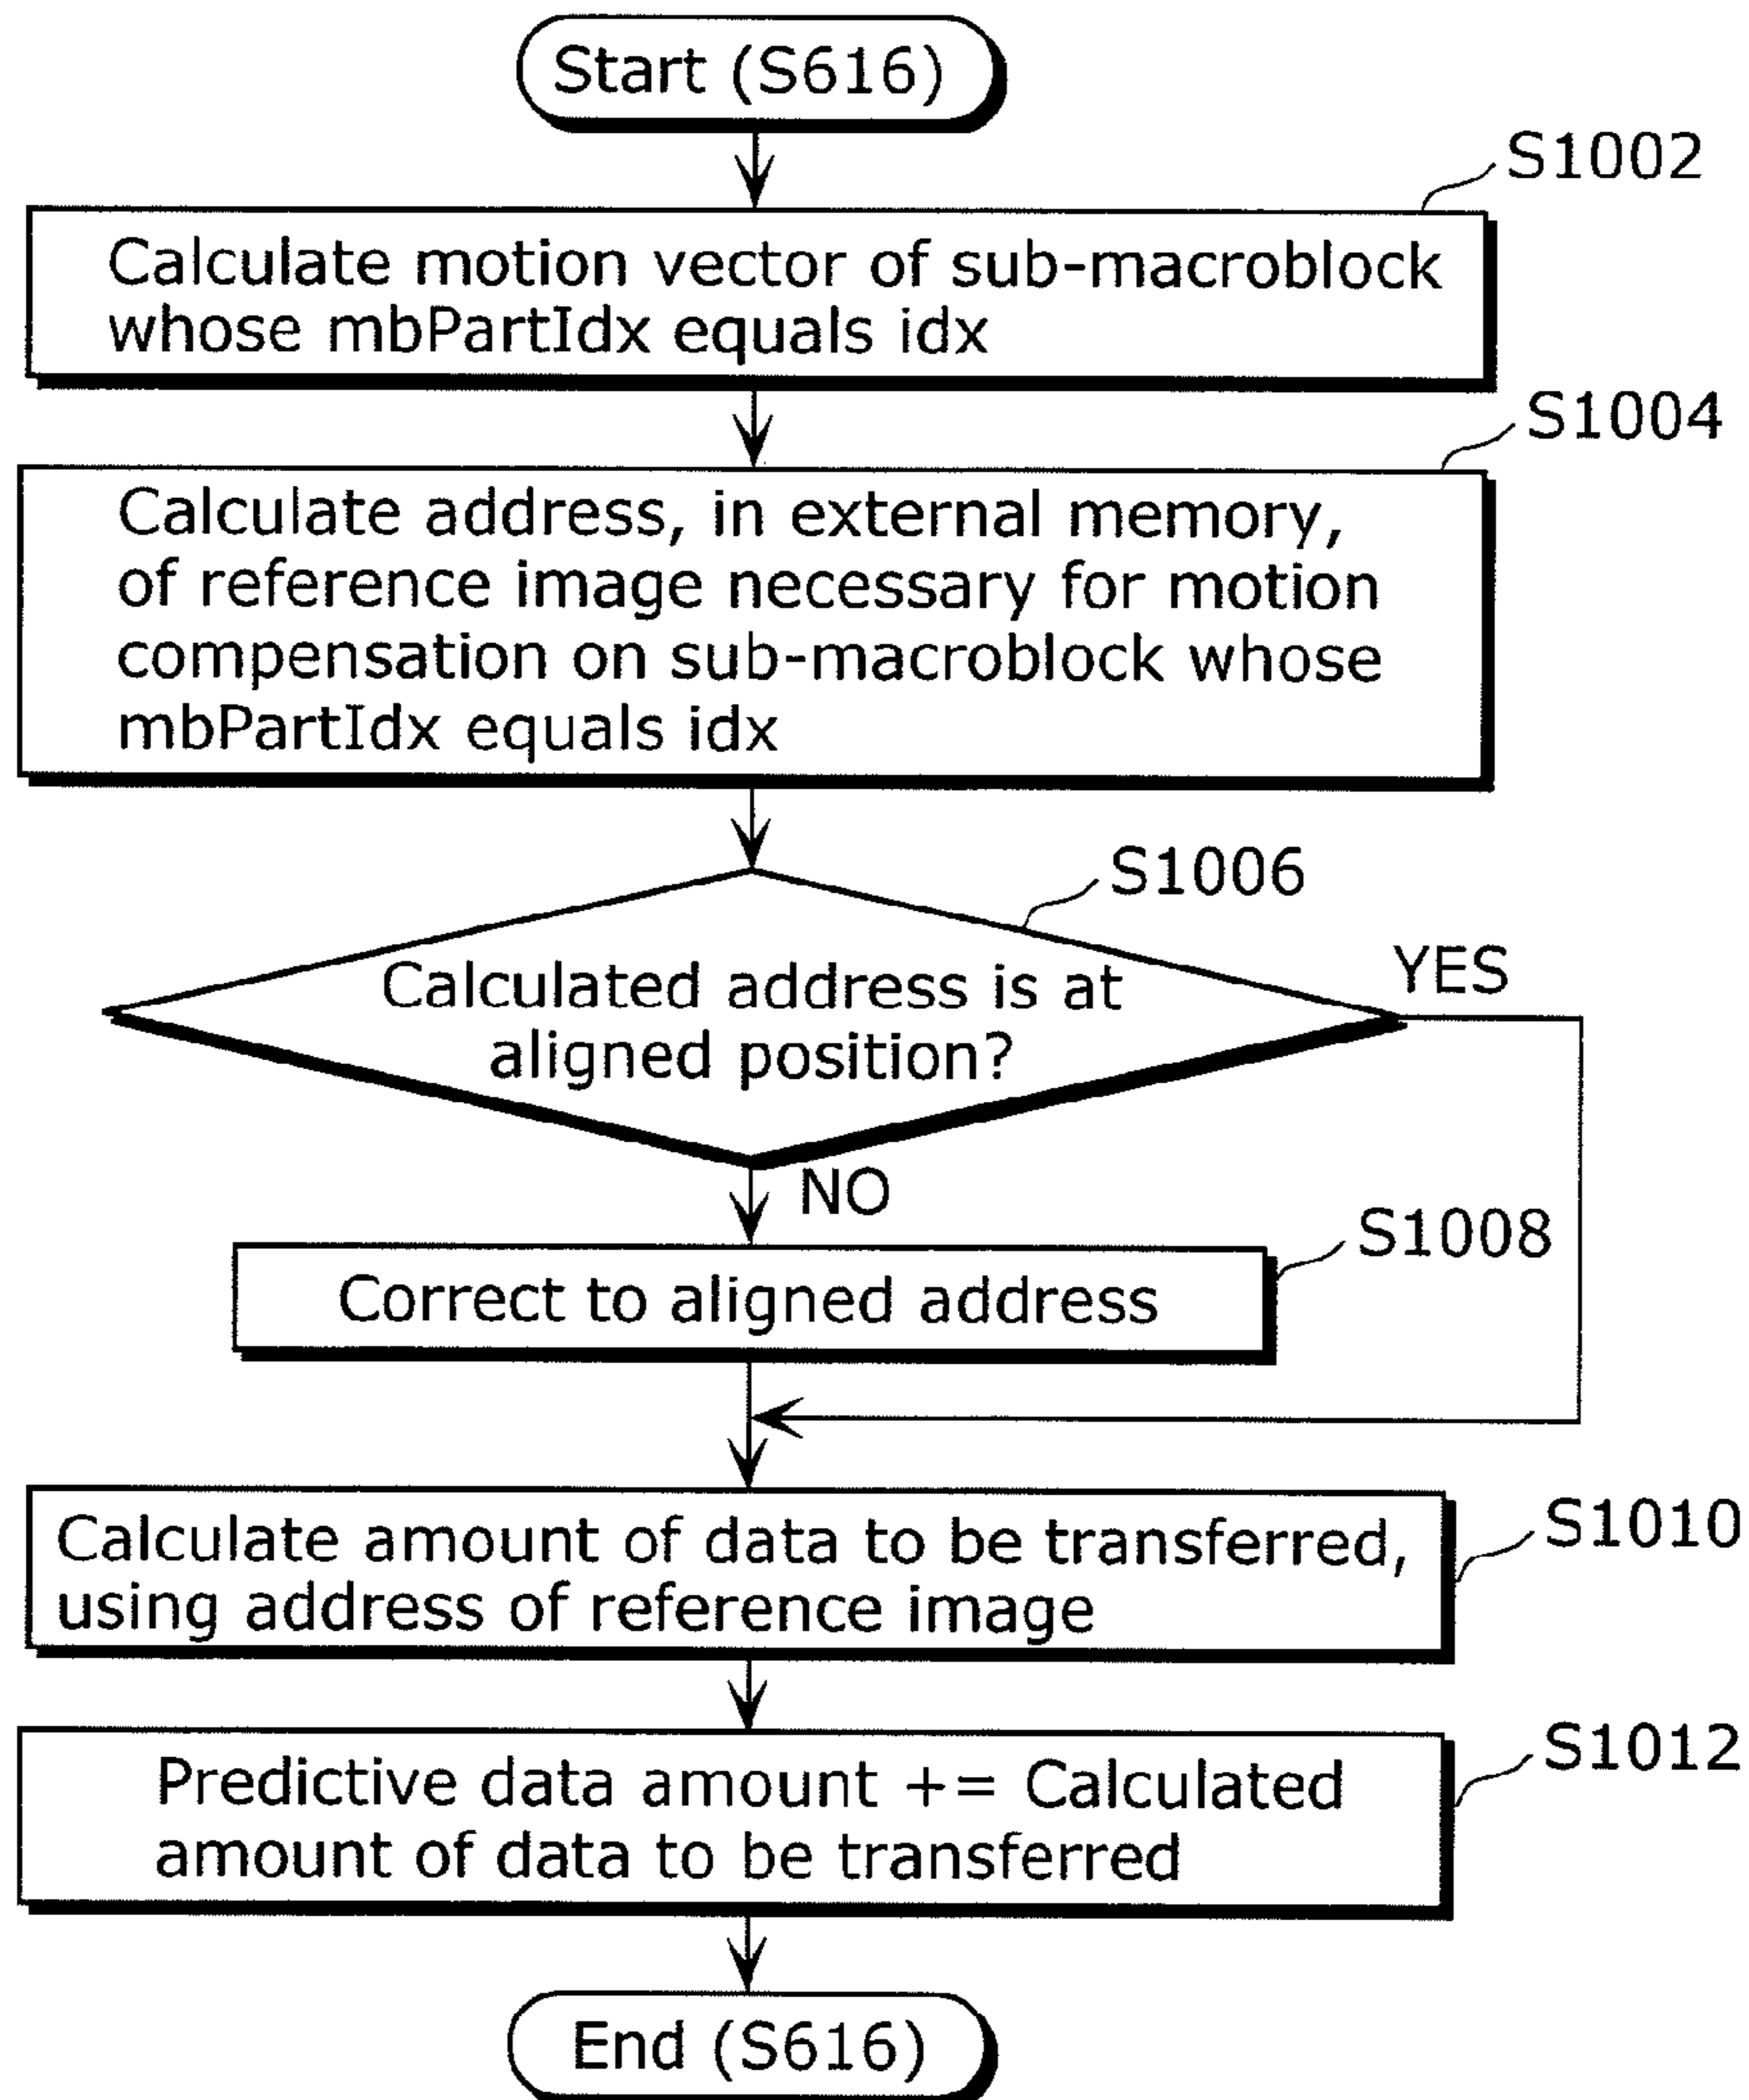 Start (S616)
S1002
Calculate motion vector of sub-macroblock
whose mbPartIdx equals idx
S1004
Calculate address, in external memory,
of reference image necessary for motion
compensation on sub-macroblock whose
mbPartIdx equals idx
S1006
Calculated address is at
aligned position?
YES
NO
S1008
Correct to aligned address
S1010
Calculate amount of data to be transferred,
using address of reference image
S1012
Predictive data amount += Calculated
amount of data to be transferred
End (S616)